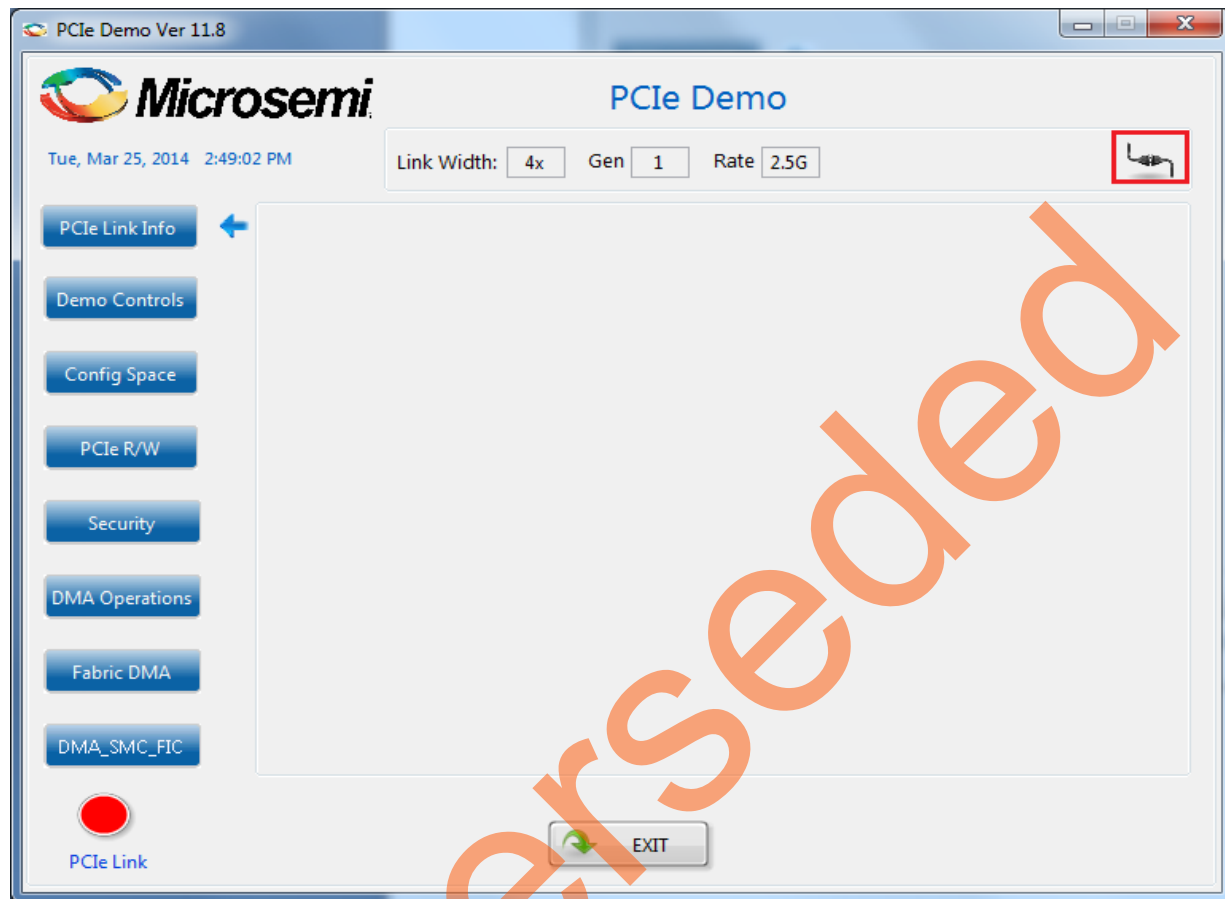 PCIe Demo Ver 11.8
Microsemi
PCIe Demo
Tue, Mar 25, 2014 2:49:02 PM
Link Width: 4x Gen 1 Rate 2.5G
PCIe Link Info
Demo Controls
Config Space
PCIe R/W
Security
DMA Operations
Fabric DMA
DMA_SMC_FIC
PCIe Link
EXIT
erseded